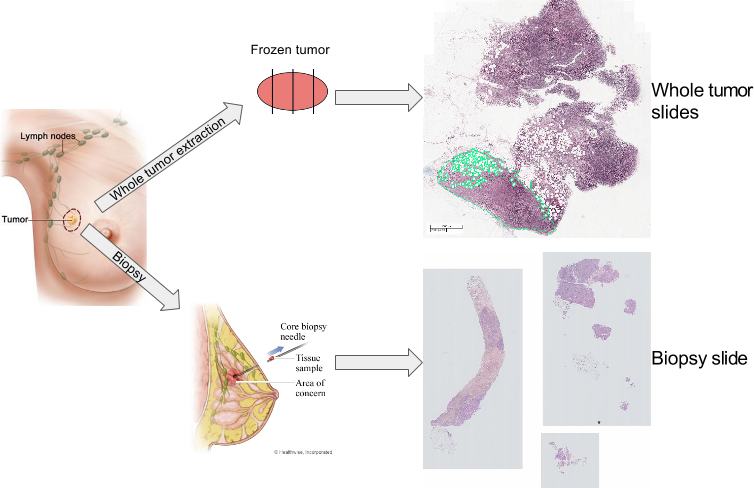 Frozen tumor
Whole tumor
slides
Lymph nodes
Whole tumor extraction
Tumor
Biopsy
Core biopsy
needle
Tissue
sample
Area of
concern
Biopsy slide
© Healthwise, Incorporated